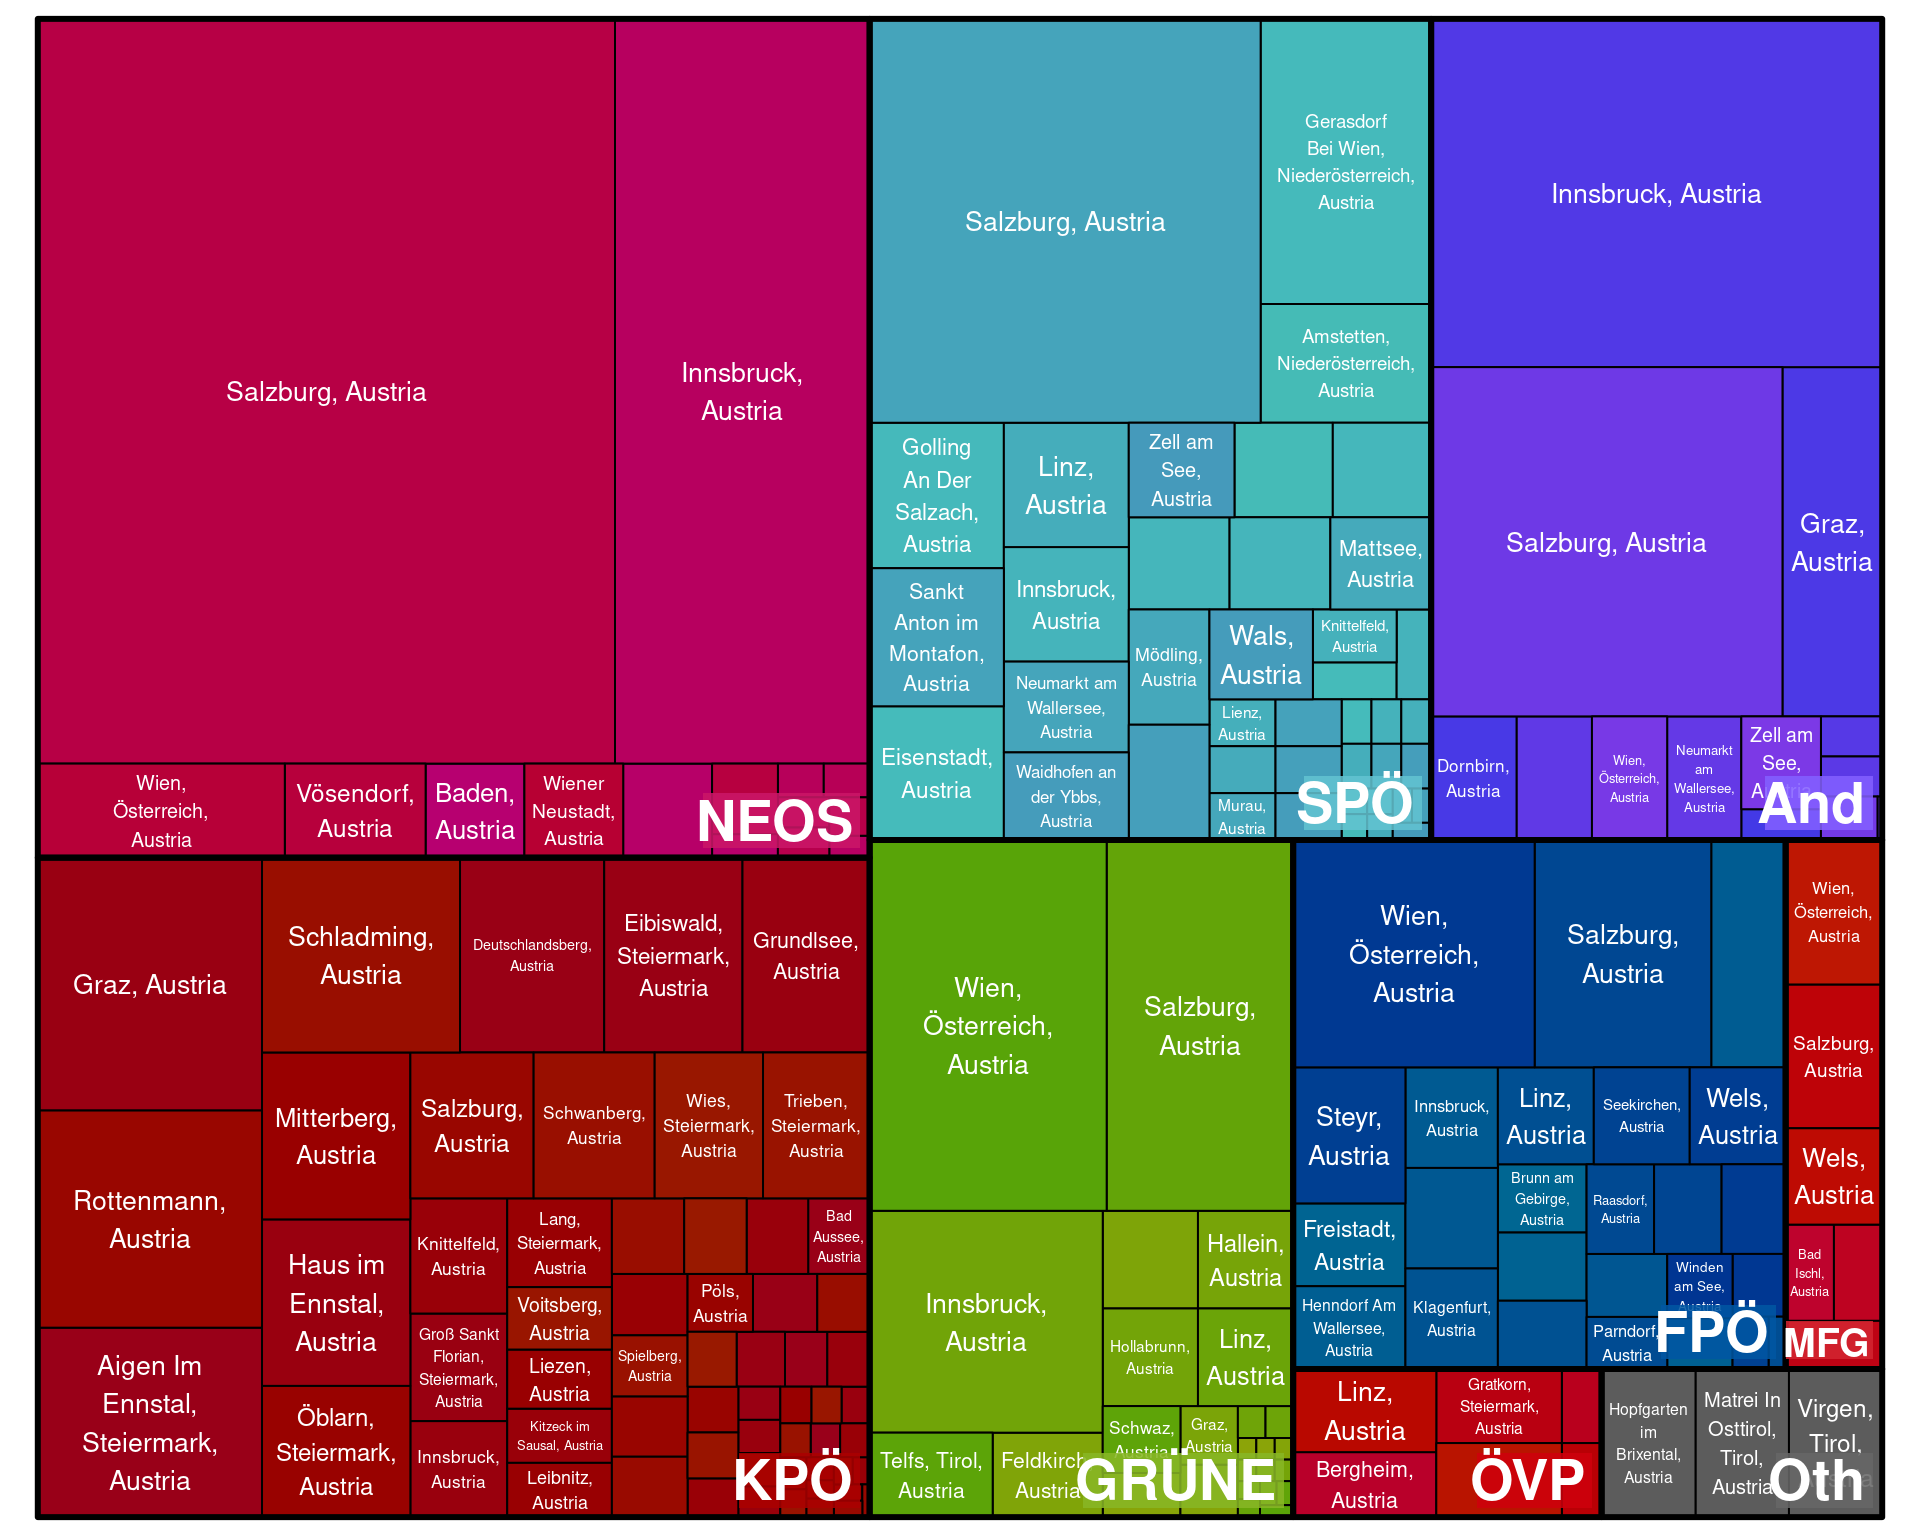 Salzburg, Austria
Innsbruck,
Austria
Wien,
Österreich,
Austria
Vösendorf,
Austria
Baden,
Austria
Wiener
Neustadt,
Austria
NEOS
Salzburg, Austria
Gerasdorf
Bei Wien,
Niederösterreich,
Austria
Amstetten,
Niederösterreich,
Austria
Golling
An Der
Salzach,
Austria
Linz,
Austria
Zell am
See,
Austria
Sankt
Anton im
Montafon,
Austria
Innsbruck,
Austria
Mattsee,
Austria
Eisenstadt,
Austria
Neumarkt am
Wallersee,
Austria
Waidhofen an
der Ybbs,
Austria
Mödling,
Austria
Wals,
Austria
Knittelfeld,
Austria
Lienz,
Austria
Murau,
Austria
SPÖ
Innsbruck, Austria
Salzburg, Austria
Graz,
Austria
Dornbirn,
Austria
Wien,
Österreich,
Austria
Neumarkt
am
Wallersee,
Austria
Zell am
See,
Austria
And
Graz, Austria
Rottenmann,
Austria
Aigen Im
Ennstal,
Steiermark,
Austria
Schladming,
Austria
Deutschlandsberg,
Austria
Eibiswald,
Steiermark,
Austria
Grundlsee,
Austria
Mitterberg,
Austria
Haus im
Ennstal,
Austria
Öblarn,
Steiermark,
Austria
Salzburg,
Austria
Schwanberg,
Austria
Wies,
Steiermark,
Austria
Trieben,
Steiermark,
Austria
Knittelfeld,
Austria
Groß Sankt
Florian,
Steiermark,
Austria
Innsbruck,
Austria
Lang,
Steiermark,
Austria
Voitsberg,
Austria
Liezen,
Austria
Kitzeck im
Sausal, Austria
Leibnitz,
Austria
Bad
Aussee,
Austria
Pöls,
Austria
Spielberg,
Austria
KPÖ
Wien,
Österreich,
Austria
Salzburg,
Austria
Innsbruck,
Austria
Telfs, Tirol,
Austria
Feldkirch,
Austria
Hallein,
Austria
Hollabrunn,
Austria
Linz,
Austria
Schwaz,
Austria
Graz,
Austria
GRÜNE
Wien,
Österreich,
Austria
Salzburg,
Austria
Steyr,
Austria
Freistadt,
Austria
Henndorf Am
Wallersee,
Austria
Innsbruck,
Austria
Klagenfurt,
Austria
Linz,
Austria
Seekirchen,
Austria
Wels,
Austria
Brunn am
Gebirge,
Austria
Raasdorf,
Austria
Winden
am See,
Austria
Parndorf,
Austria
FPÖ
Wien,
Österreich,
Austria
Salzburg,
Austria
Wels,
Austria
Bad
Ischl,
Austria
MFG
Linz,
Austria
Bergheim,
Austria
Gratkorn,
Steiermark,
Austria
ÖVP
Hopfgarten
im
Brixental,
Austria
Matrei In
Osttirol,
Tirol,
Austria
Virgen,
Tirol,
Austria
Oth